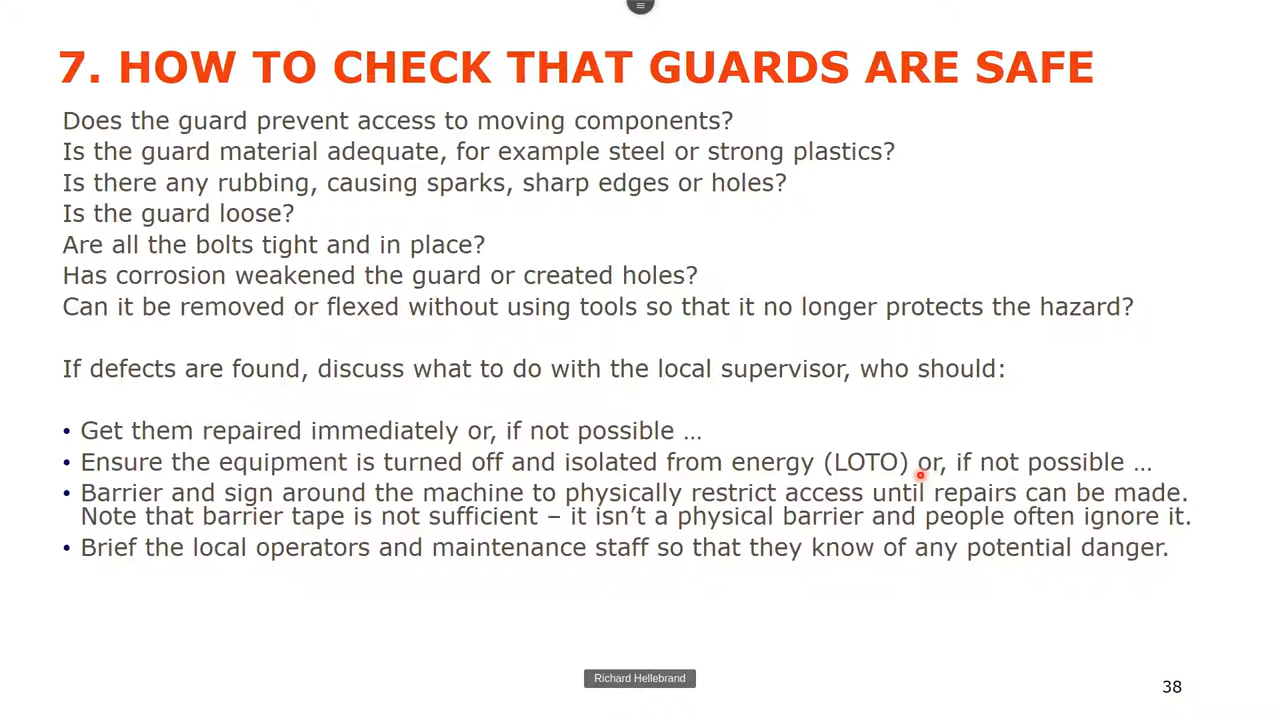 7. HOW TO CHECK THAT GUARDS ARE SAFE
Does the guard prevent access to moving components?
Is the guard material adequate, for example steel or strong plastics?
Is there any rubbing, causing sparks, sharp edges or holes?
Is the guard loose?
Are all the bolts tight and in place?
Has corrosion weakened the guard or created holes?
Can it be removed or flexed without using tools so that it no longer protects the hazard?
If defects are found, discuss what to do with the local supervisor, who should:
• Get them repaired immediately or, if not possible …
• Ensure the equipment is turned off and isolated from energy (LOTO) or, if not possible …
• Barrier and sign around the machine to physically restrict access until repairs can be made.
Note that barrier tape is not sufficient – it isn’t a physical barrier and people often ignore it.
• Brief the local operators and maintenance staff so that they know of any potential danger.
Richard Hellebrand
38